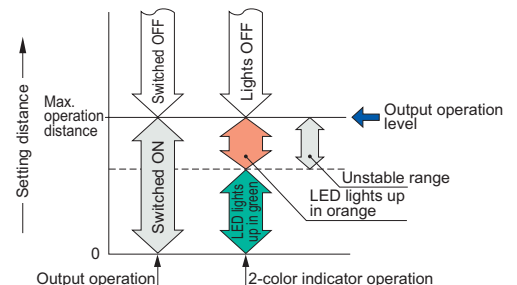 Setting distance
Switched OFF
Lights OFF
Max.
operation
distance
Output operation
level
Switched ON
Unstable range
LED lights up
in orange
LED lights
up in green
0
Output operation
2-color indicator operation